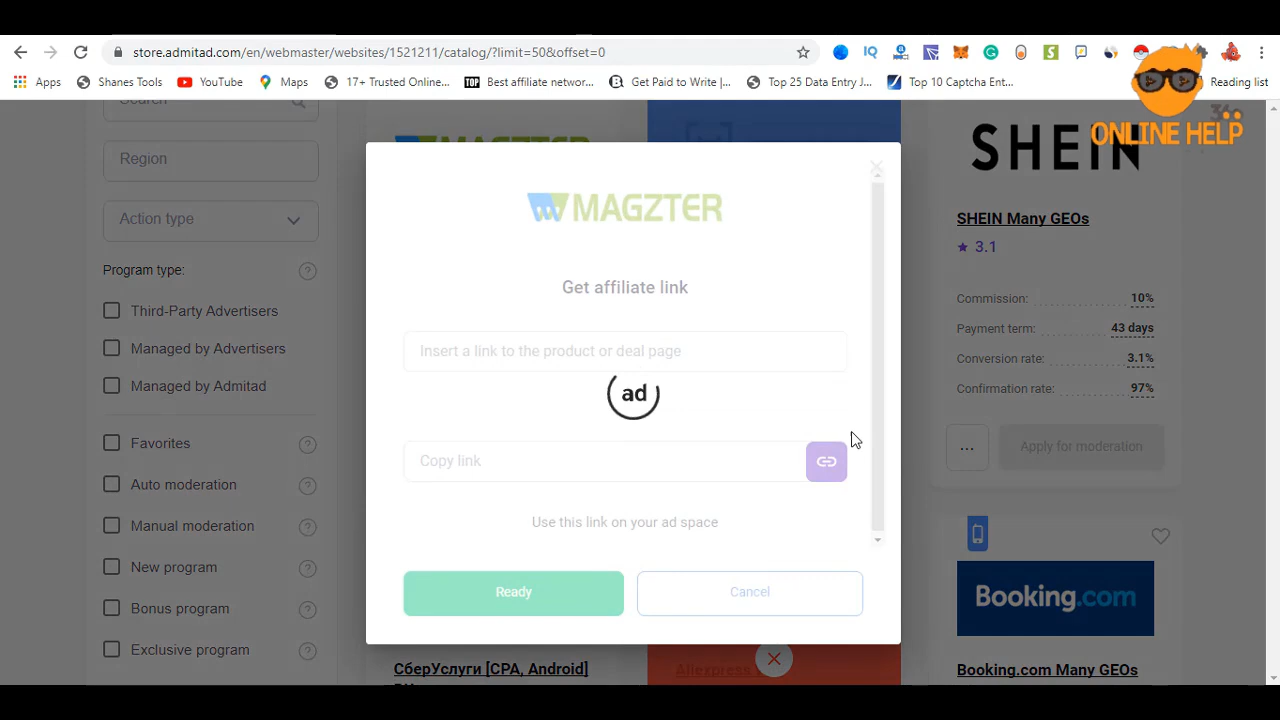 store.admitad.com/en/webmaster/websites/1521211/catalog/?limit=50&offset=0
Apps
Shanes Tools
YouTube
Maps
17+ Trusted Online...
TOP
Best affiliate networ...
Get Paid to Write |...
Top 25 Data Entry J...
Top 10 Captcha Ent...
Reading list
ONLINE HELP
Search
Region
Action type
Program type:
Third-Party Advertisers
Managed by Advertisers
Managed by Admitad
Favorites
Auto moderation
Manual moderation
New program
Bonus program
Exclusive program
MAGZTER
Get affiliate link
Insert a link to the product or deal page
ad
Copy link
Use this link on your ad space
Ready
Cancel
СберУслуги [CPA, Android]
Aliexpress
SHEIN
SHEIN Many GEOs
3.1
Commission: 10%
Payment term: 43 days
Conversion rate: 3.1%
Confirmation rate: 97%
...
Apply for moderation
Booking.com
Booking.com Many GEOs